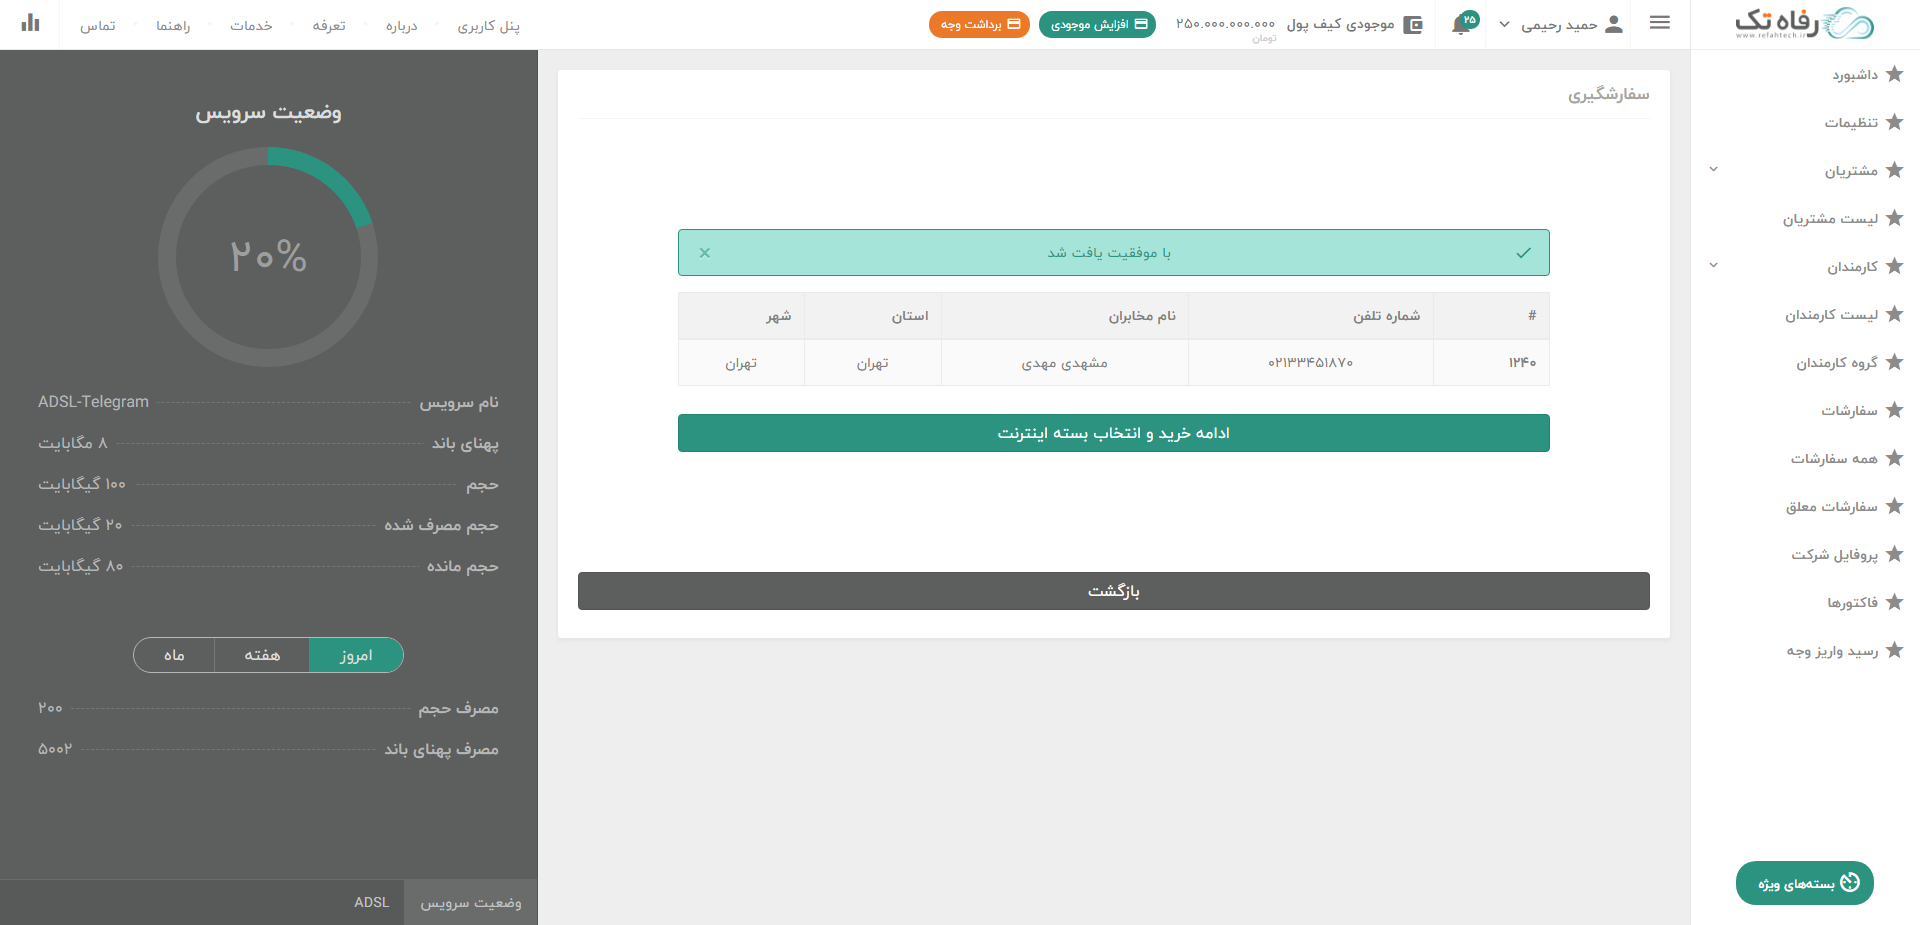 رفاه تک
www.refahtech.ir
حمید رحیمی
۲۵
موجودی کیف پول ۲۵۰.۰۰۰.۰۰۰.۰۰۰
تومان
افزایش موجودی
برداشت وجه
پنل کاربری
درباره
تعرفه
خدمات
راهنما
تماس
داشبورد
تنظیمات
مشتریان
لیست مشتریان
کارمندان
لیست کارمندان
گروه کارمندان
سفارشات
همه سفارشات
سفارشات معلق
پروفایل شرکت
فاکتورها
رسید واریز وجه
بسته‌های ویژه
سفارشگیری
با موفقیت یافت شد
# شماره تلفن نام مخابران استان شهر
۱۲۴۰ ۰۲۱۳۳۴۵۱۸۷۰ مشهدی مهدی تهران تهران
ادامه خرید و انتخاب بسته اینترنت
بازگشت
وضعیت سرویس
۲۰%
نام سرویس ADSL-Telegram
پهنای باند ۸ مگابایت
حجم ۱۰۰ گیگابایت
حجم مصرف شده ۲۰ گیگابایت
حجم مانده ۸۰ گیگابایت
امروز هفته ماه
مصرف حجم ۲۰۰
مصرف پهنای باند ۵۰۰۲
وضعیت سرویس ADSL